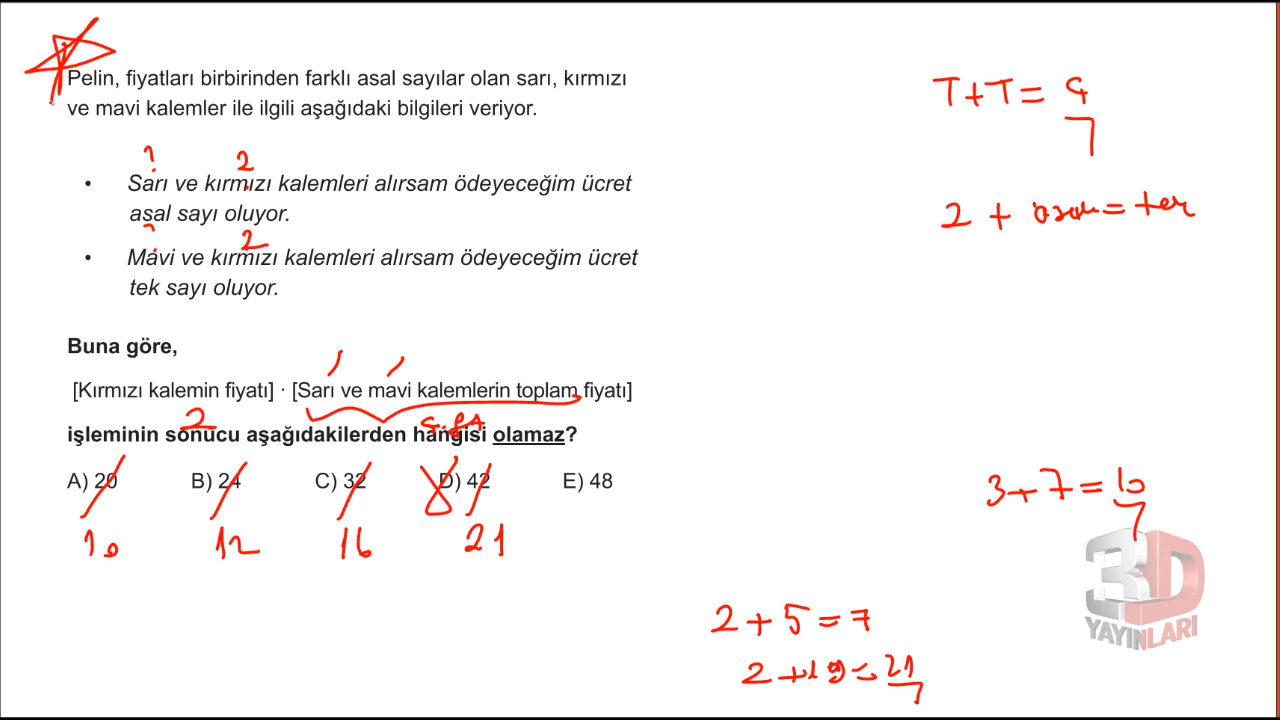 Pelin, fiyatları birbirinden farklı asal sayılar olan sarı, kırmızı
ve mavi kalemler ile ilgili aşağıdaki bilgileri veriyor.
T+T= Ç
? 2
• Sarı ve kırmızı kalemleri alırsam ödeyeceğim ücret
asal sayı oluyor.
2 + asal = tek
? 2
• Mavi ve kırmızı kalemleri alırsam ödeyeceğim ücret
tek sayı oluyor.
Buna göre,
[Kırmızı kalemin fiyatı] · [Sarı ve mavi kalemlerin toplam fiyatı]
2
işleminin sonucu aşağıdakilerden hangisi olamaz?
A) 20 B) 24 C) 32 D) 42 E) 48
10 12 16 21
3+7=10
2+5=7
2+19=21
3D
YAYINLARI